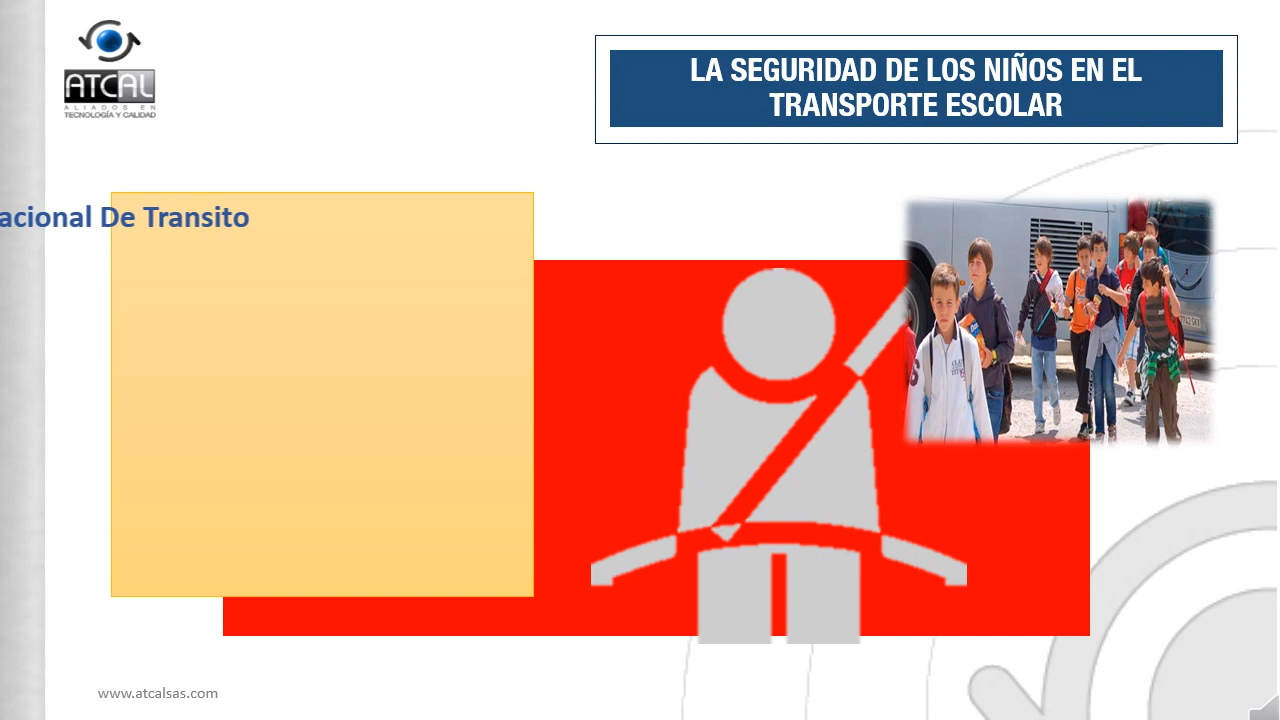 ATCAL
ALIADOS EN
TECNOLOGÍA Y CALIDAD
LA SEGURIDAD DE LOS NIÑOS EN EL
TRANSPORTE ESCOLAR
acional De Transito
www.atcalsas.com